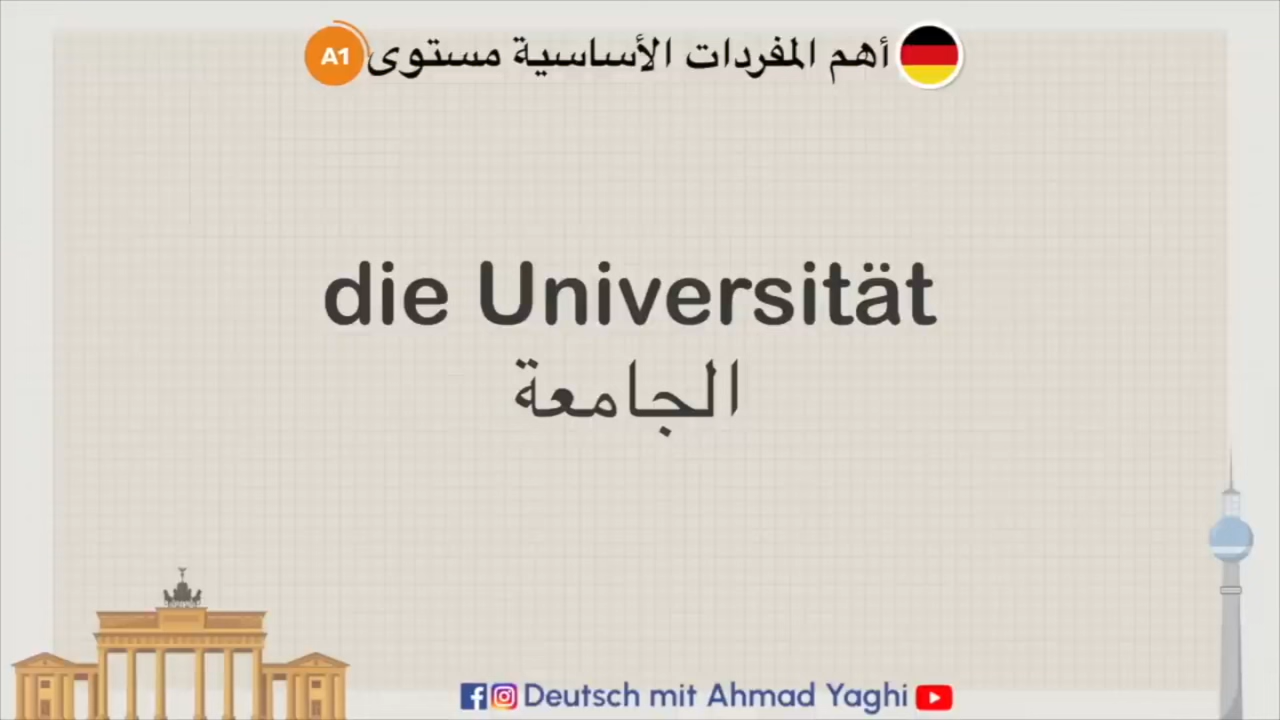 أهم المفردات الأساسية مستوى A1
die Universität
الجامعة
Deutsch mit Ahmad Yaghi